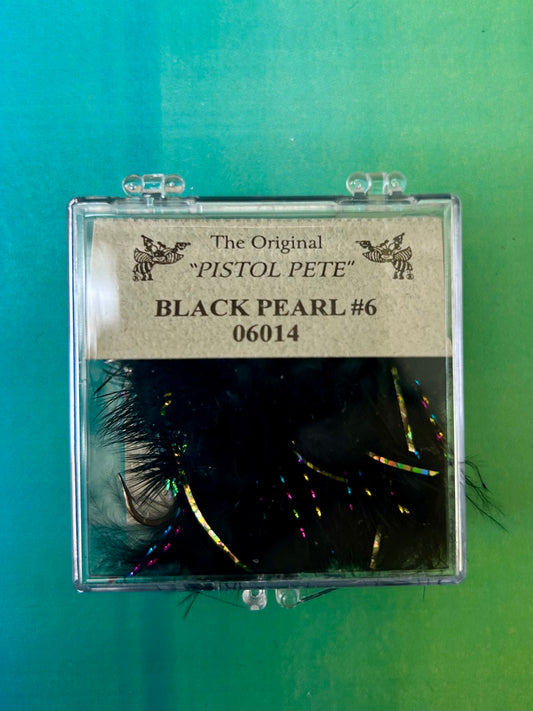 The Original
"PISTOL PETE"
BLACK PEARL #6
06014